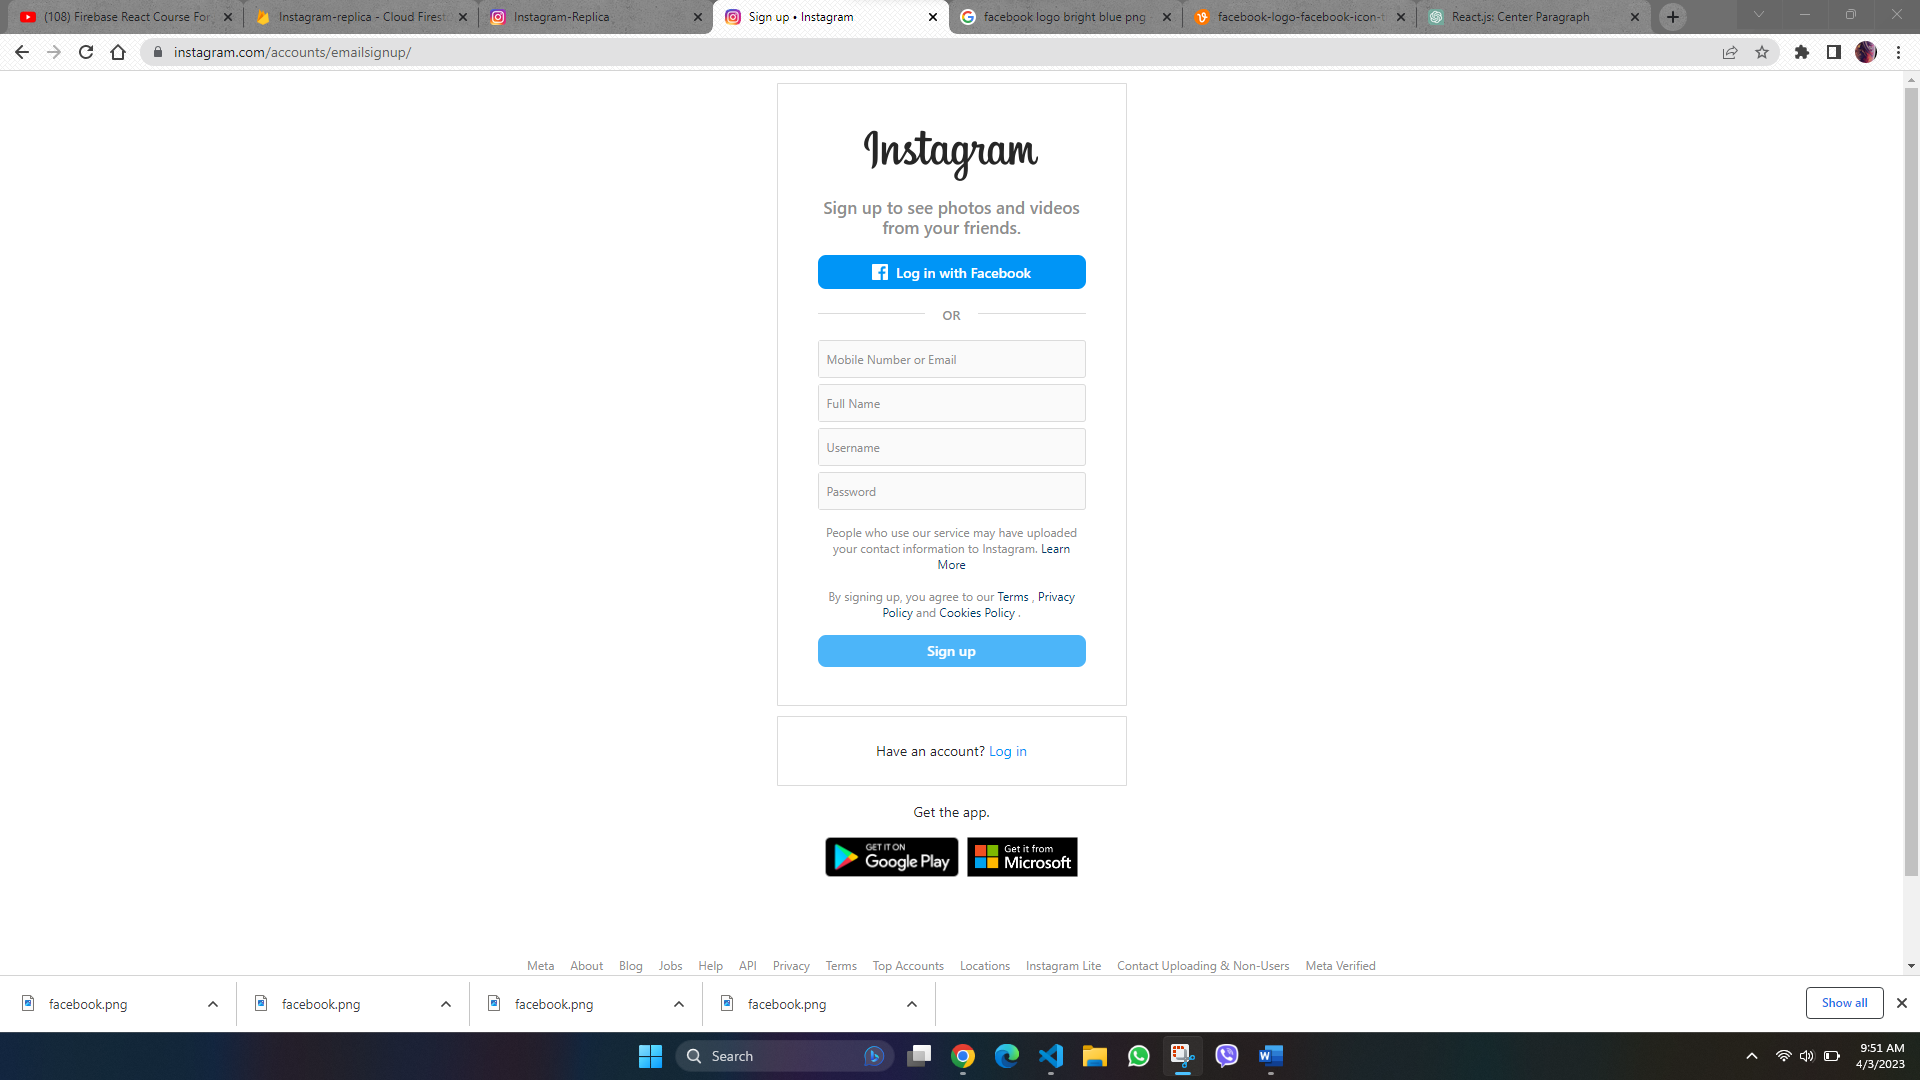 (108) Firebase React Course For
Instagram-replica - Cloud Firest
Instagram-Replica
Sign up • Instagram
facebook logo bright blue png
facebook-logo-facebook-icon-t
React.js: Center Paragraph
instagram.com/accounts/emailsignup/
Instagram
Sign up to see photos and videos
from your friends.
Log in with Facebook
OR
Mobile Number or Email
Full Name
Username
Password
People who use our service may have uploaded
your contact information to Instagram. Learn
More
By signing up, you agree to our Terms , Privacy
Policy and Cookies Policy .
Sign up
Have an account? Log in
Get the app.
GET IT ON
Google Play
Get it from
Microsoft
Meta About Blog Jobs Help API Privacy Terms Top Accounts Locations Instagram Lite Contact Uploading & Non-Users Meta Verified
facebook.png
facebook.png
facebook.png
facebook.png
Show all
Search
9:51 AM
4/3/2023